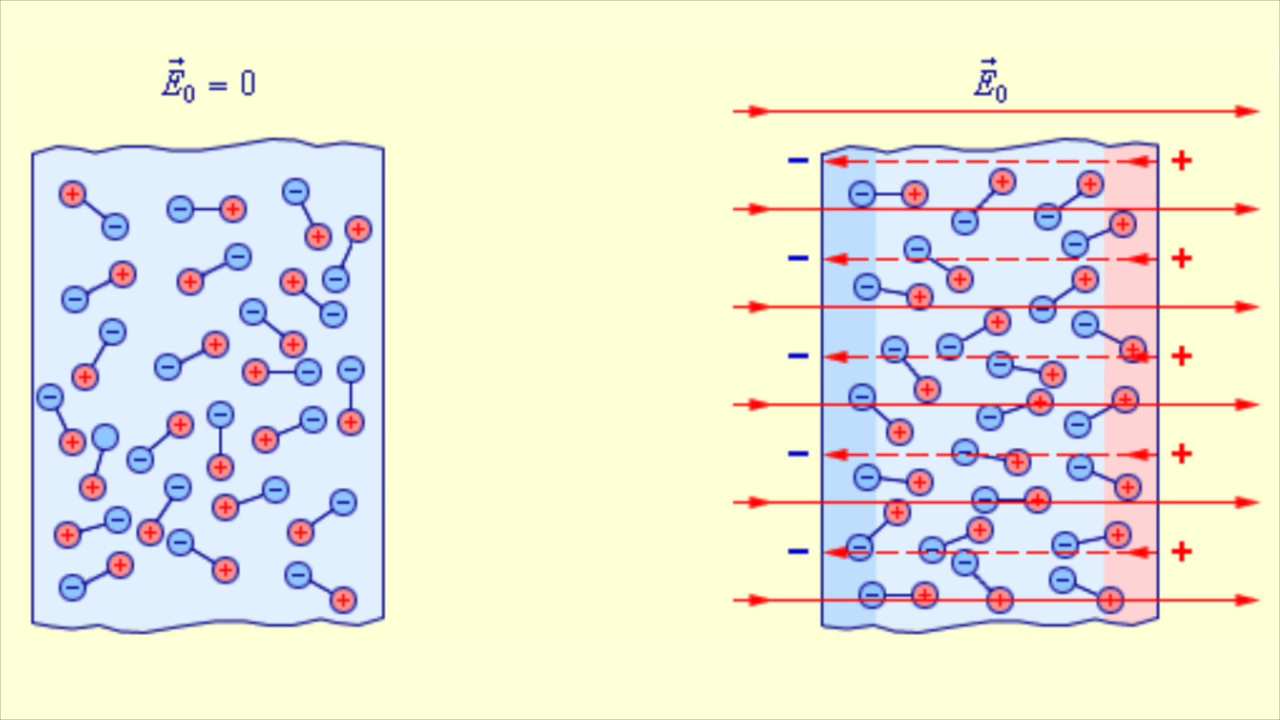 E⃗₀ = 0
E⃗₀
− +
− +
− +
− +
− +